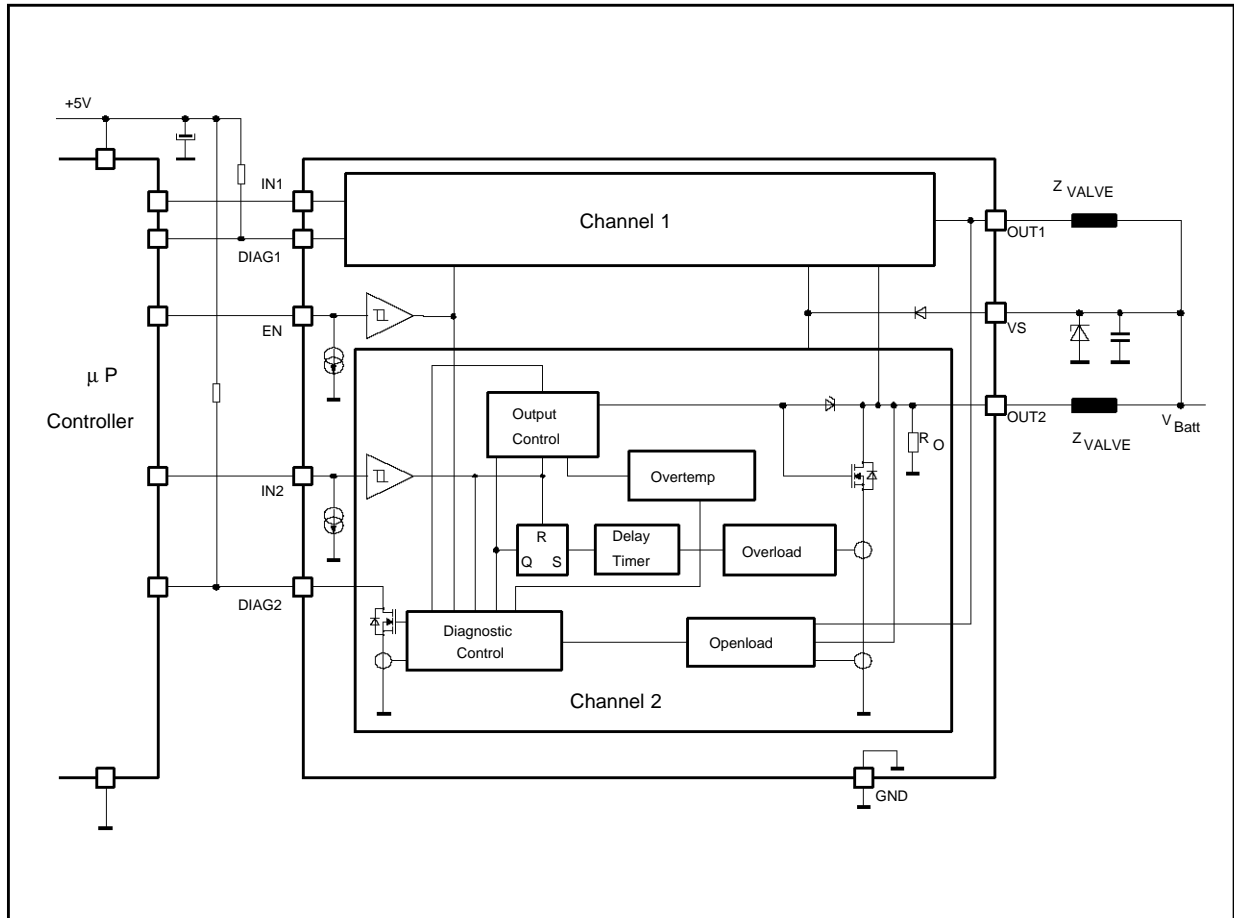 +5V
IN1
DIAG1
EN
IN2
DIAG2
μ P
Controller
Channel 1
Output
Control
Overtemp
R
Q S
Delay
Timer
Overload
Diagnostic
Control
Openload
Channel 2
R O
OUT1
VS
OUT2
GND
Z VALVE
Z VALVE
V Batt